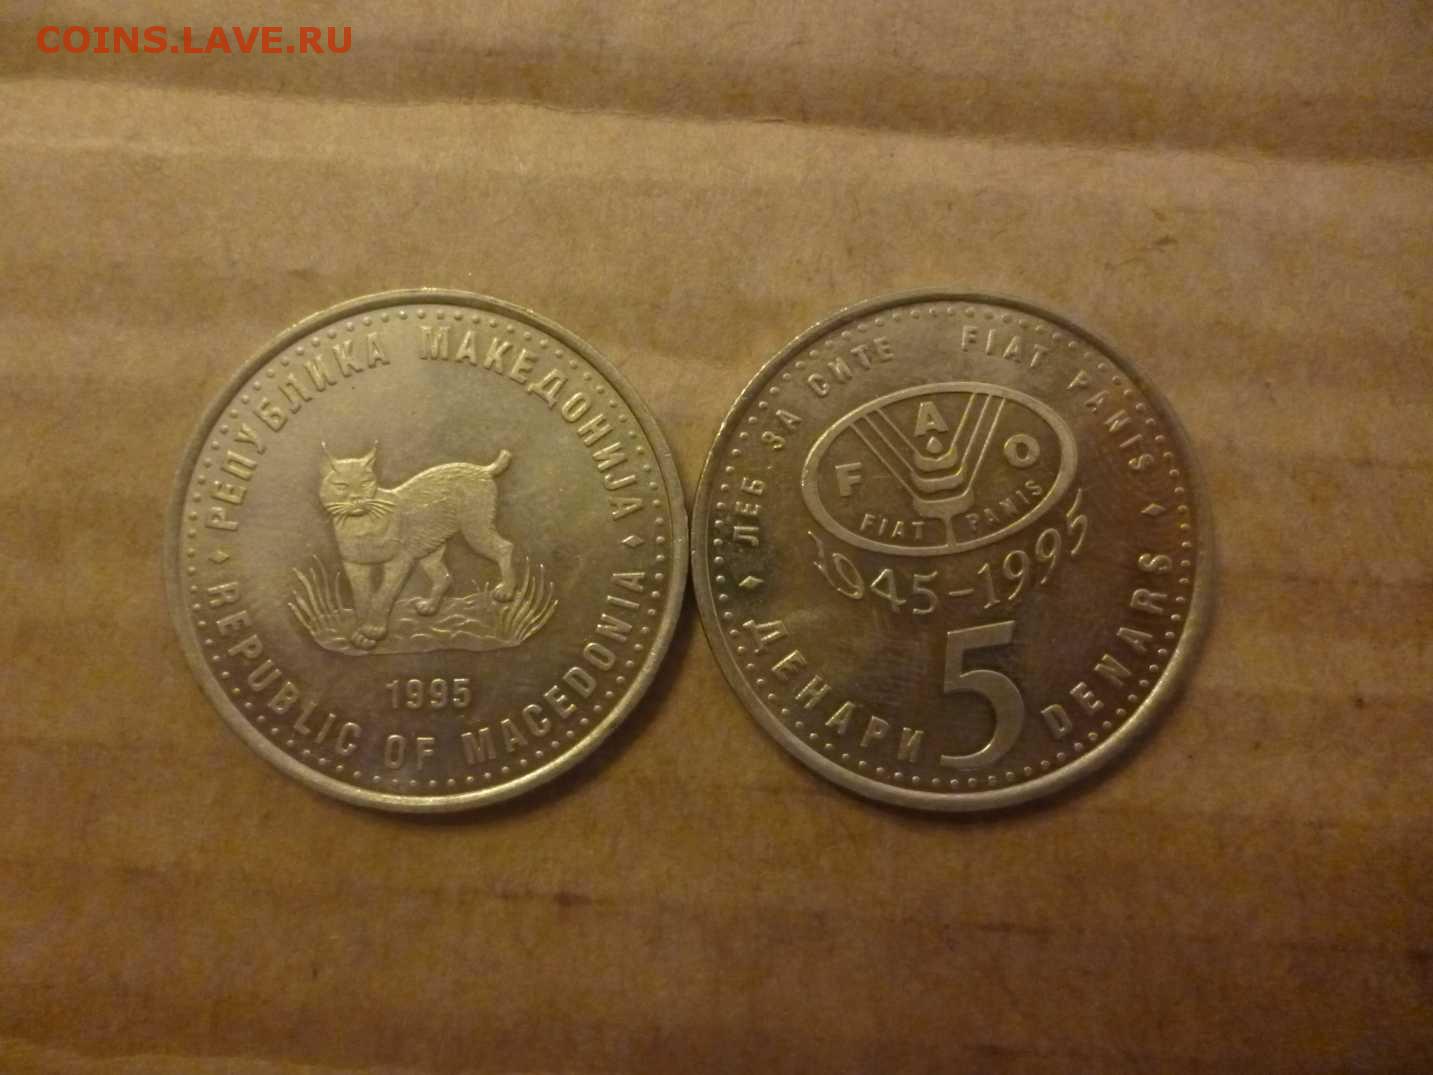 COINS.LAVE.RU
РЕПУБЛИКА МАКЕДОНИЈА
1995
REPUBLIC OF MACEDONIA
ЛЕБ ЗА СИТЕ FIAT PANIS
F A O
FIAT PANIS
1945-1995
ДЕНАРИ 5 DENARS